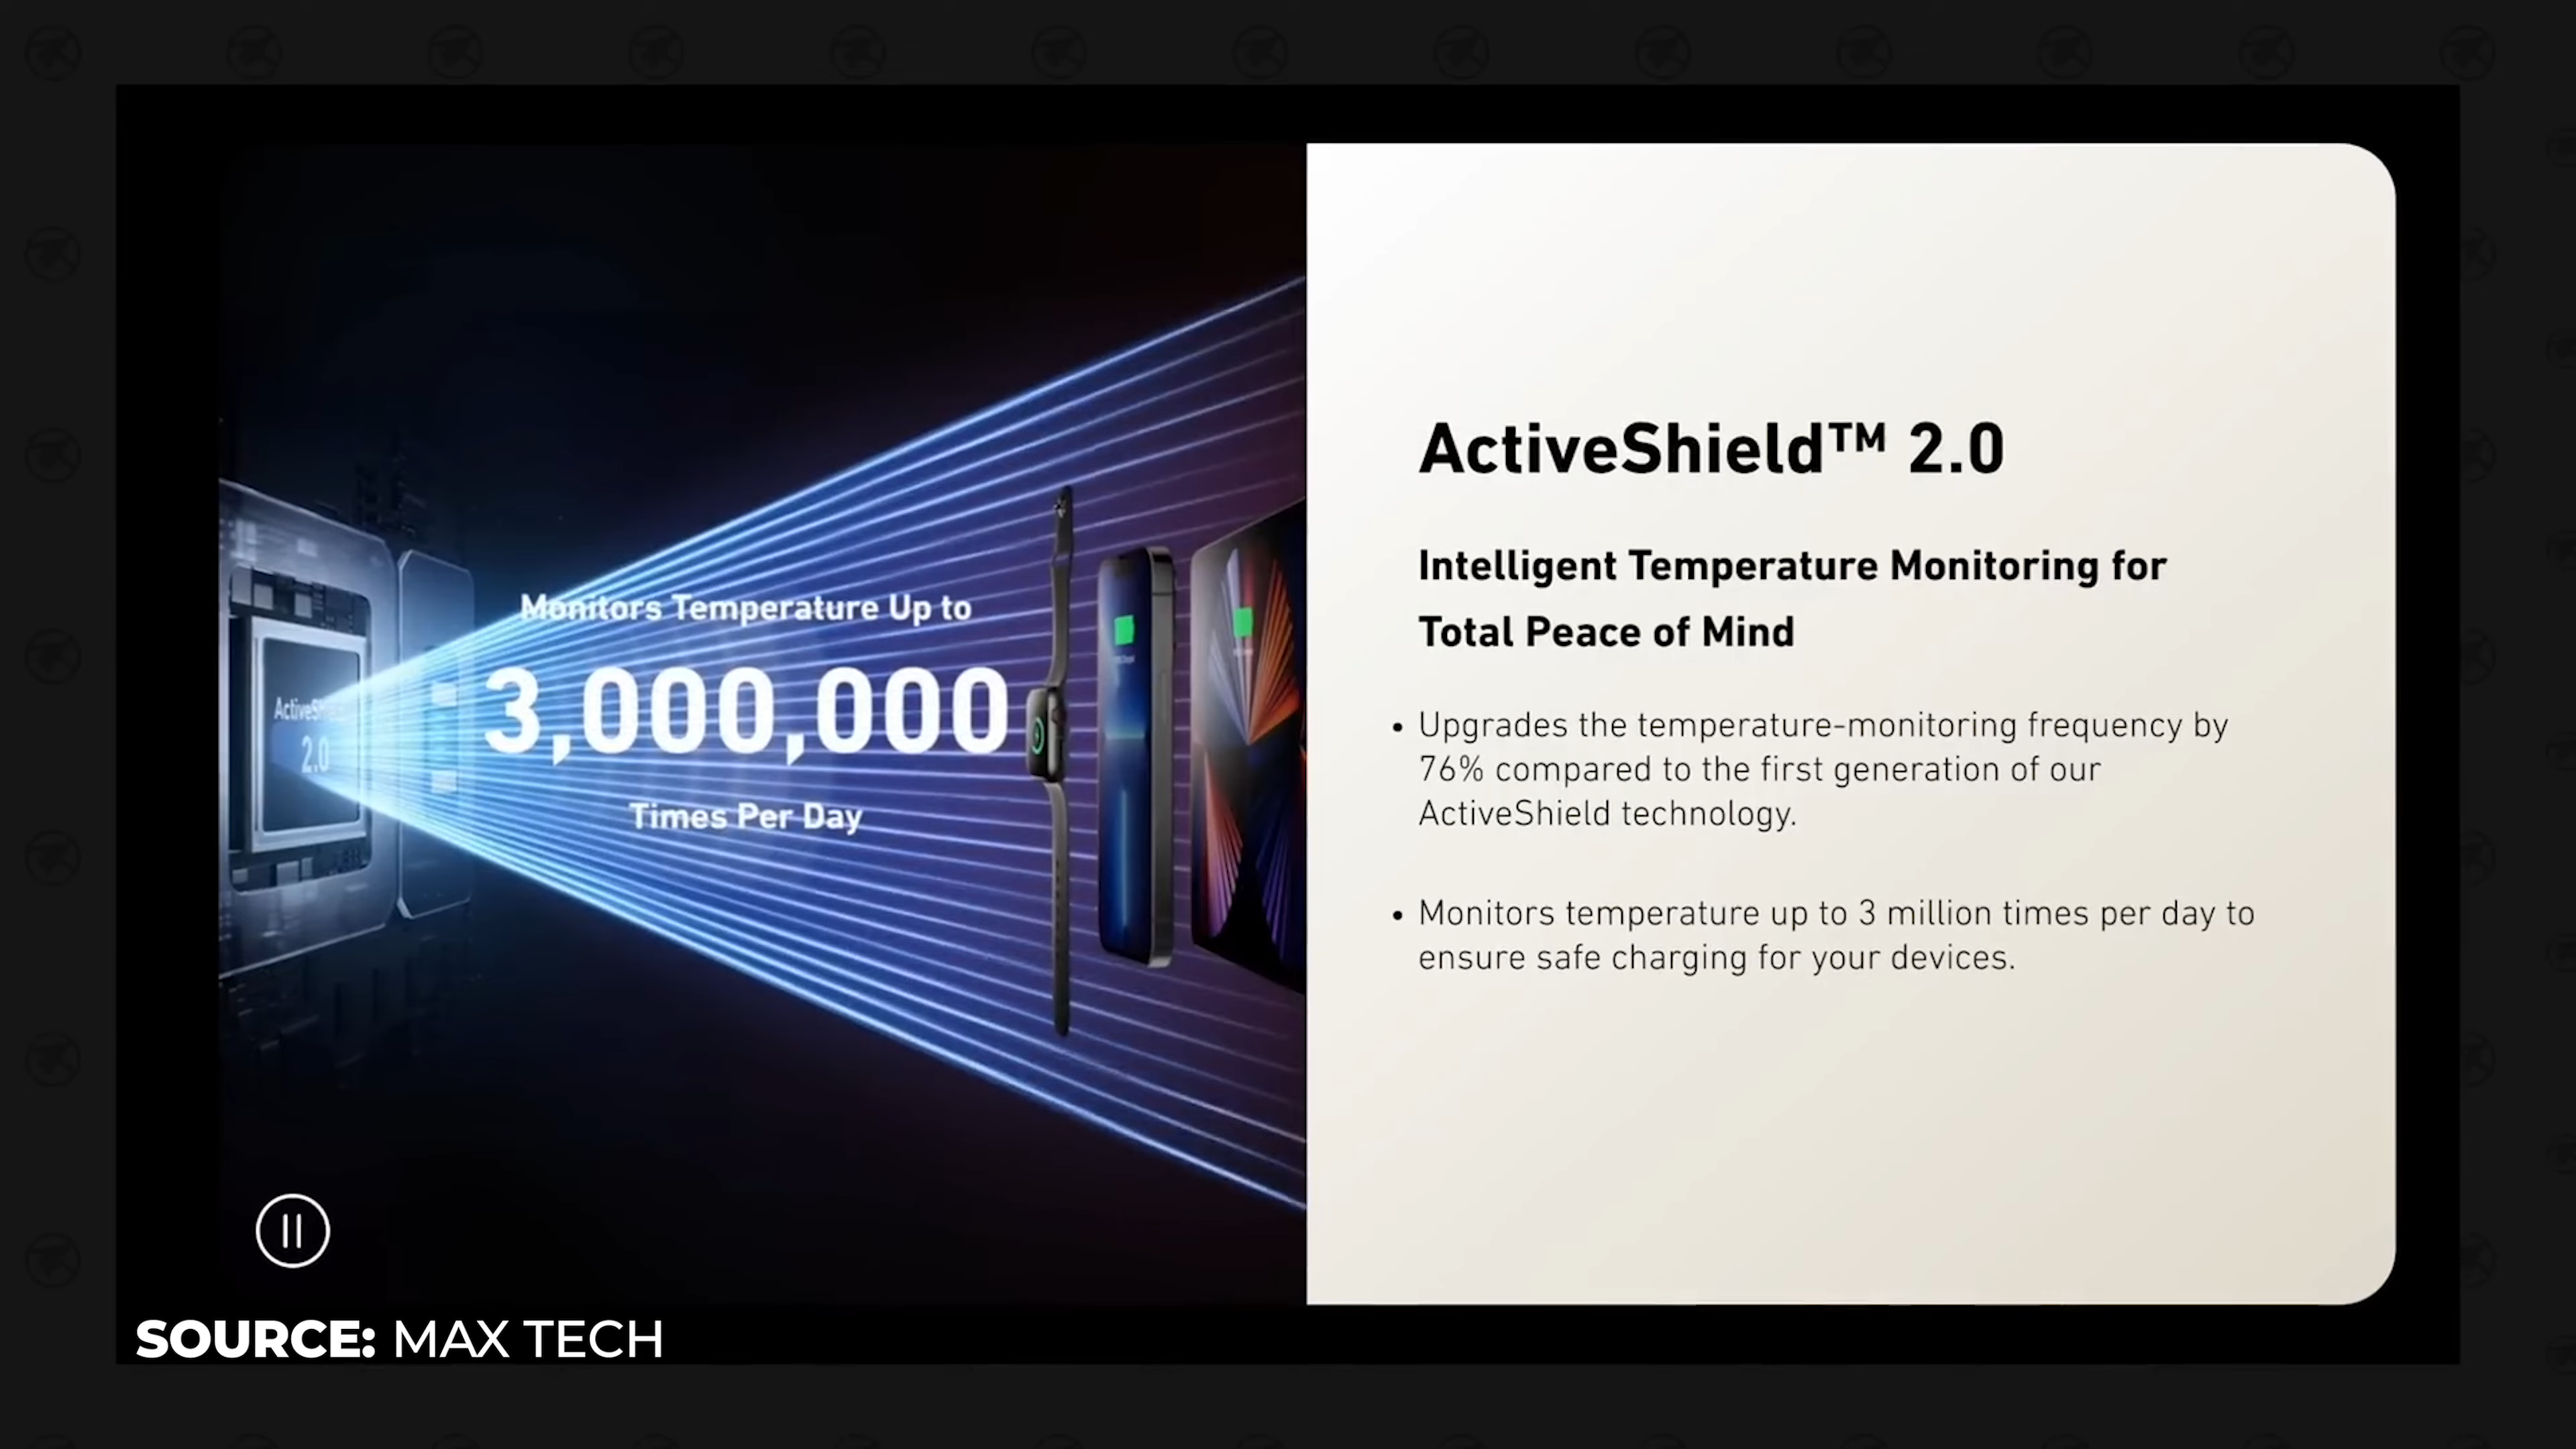 Monitors Temperature Up to
3,000,000
Times Per Day
2.0
ActiveShield™ 2.0
Intelligent Temperature Monitoring for
Total Peace of Mind
• Upgrades the temperature-monitoring frequency by
76% compared to the first generation of our
ActiveShield technology.
• Monitors temperature up to 3 million times per day to
ensure safe charging for your devices.
SOURCE: MAX TECH